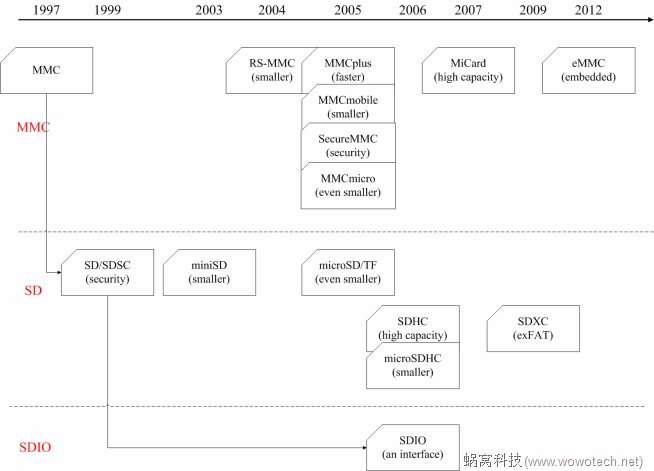 1997 1999 2003 2004 2005 2006 2007 2009 2012
MMC
RS-MMC
(smaller)
MMCplus
(faster)
MiCard
(high capacity)
eMMC
(embedded)
MMCmobile
(smaller)
MMC
SecureMMC
(security)
MMCmicro
(even smaller)
SD/SDSC
(security)
miniSD
(smaller)
microSD/TF
(even smaller)
SD
SDHC
(high capacity)
SDXC
(exFAT)
microSDHC
(smaller)
SDIO
SDIO
(an interface)
蜗窝科技(www.wowotech.net)